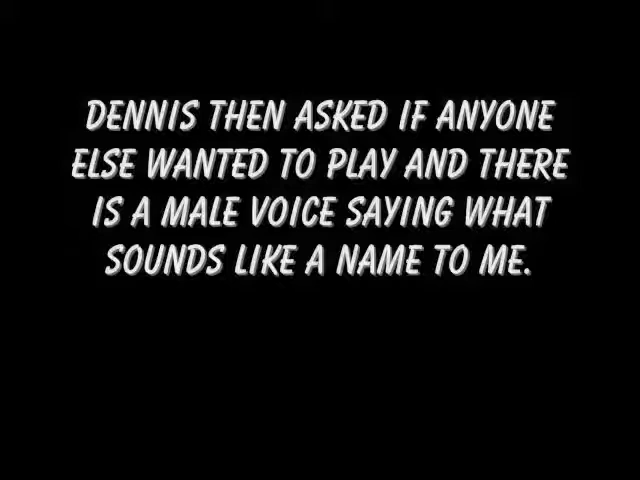 DENNIS THEN ASKED IF ANYONE
ELSE WANTED TO PLAY AND THERE
IS A MALE VOICE SAYING WHAT
SOUNDS LIKE A NAME TO ME.